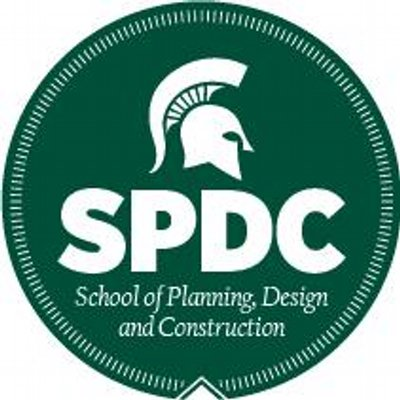 SPDC
School of Planning, Design
and Construction